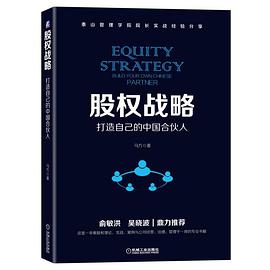 泰山管理学院院长实战经验分享
EQUITY
STRATEGY
BUILD YOUR OWN CHINESE
PARTNER
股权战略
打造自己的中国合伙人
马方 著
俞敏洪 吴晓波 | 鼎力推荐
机械工业出版社
股权战略
打造自己的中国合伙人